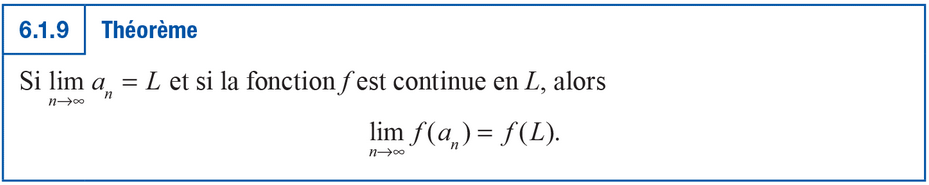 6.1.9 Théorème
Si lim a_n = L et si la fonction f est continue en L, alors
n→∞
lim f(a_n) = f(L).
n→∞